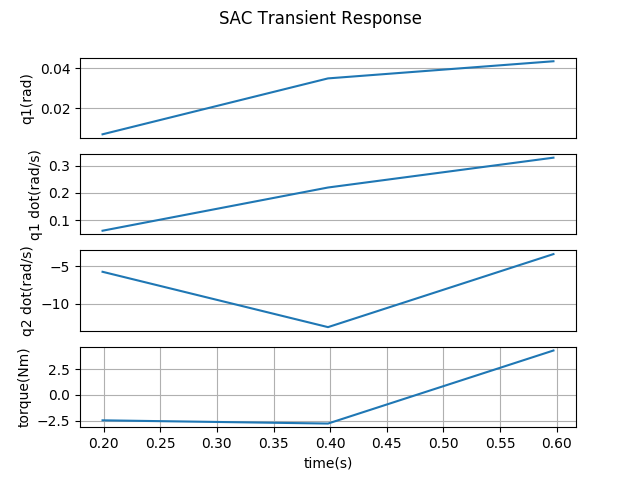 SAC Transient Response
q1(rad)
0.04
0.02
q1 dot(rad/s)
0.3
0.2
0.1
q2 dot(rad/s)
−5
−10
torque(Nm)
2.5
0.0
−2.5
0.20 0.25 0.30 0.35 0.40 0.45 0.50 0.55 0.60
time(s)